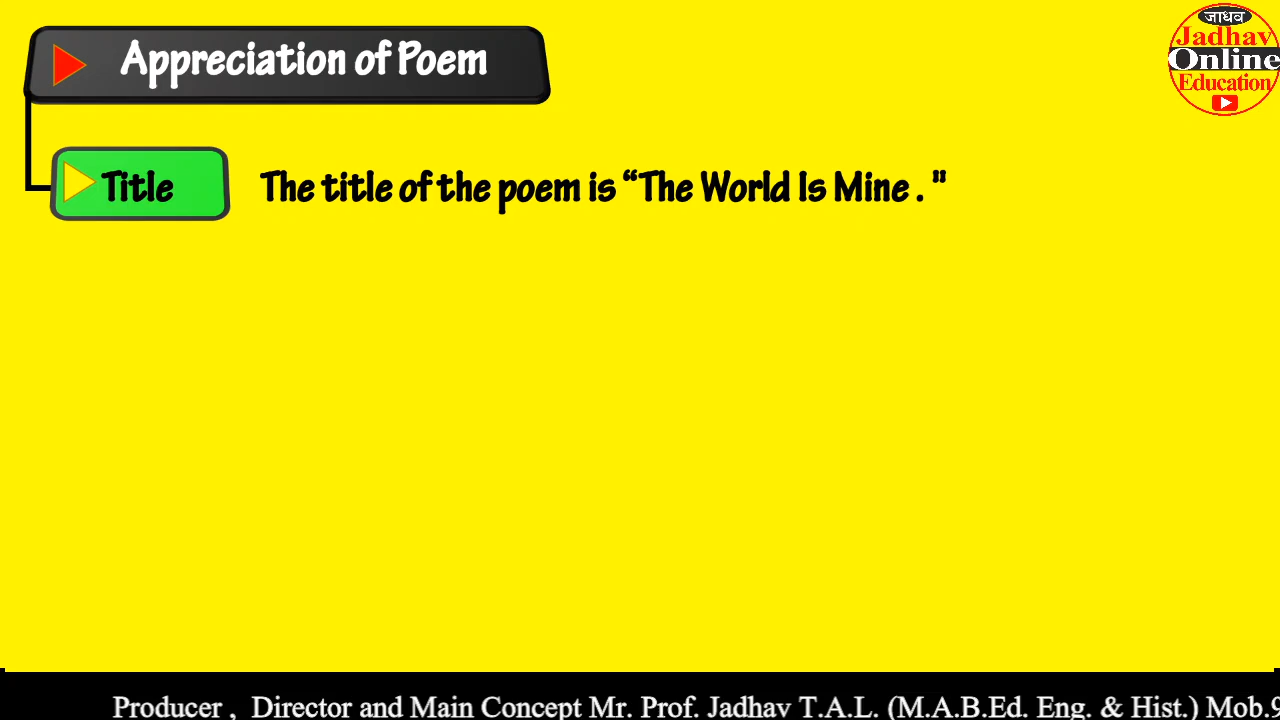 Appreciation of Poem
जाधव
Jadhav
Online
Education
Title
The title of the poem is “The World Is Mine . ”
Producer , Director and Main Concept Mr. Prof. Jadhav T.A.L. (M.A.B.Ed. Eng. & Hist.) Mob.9